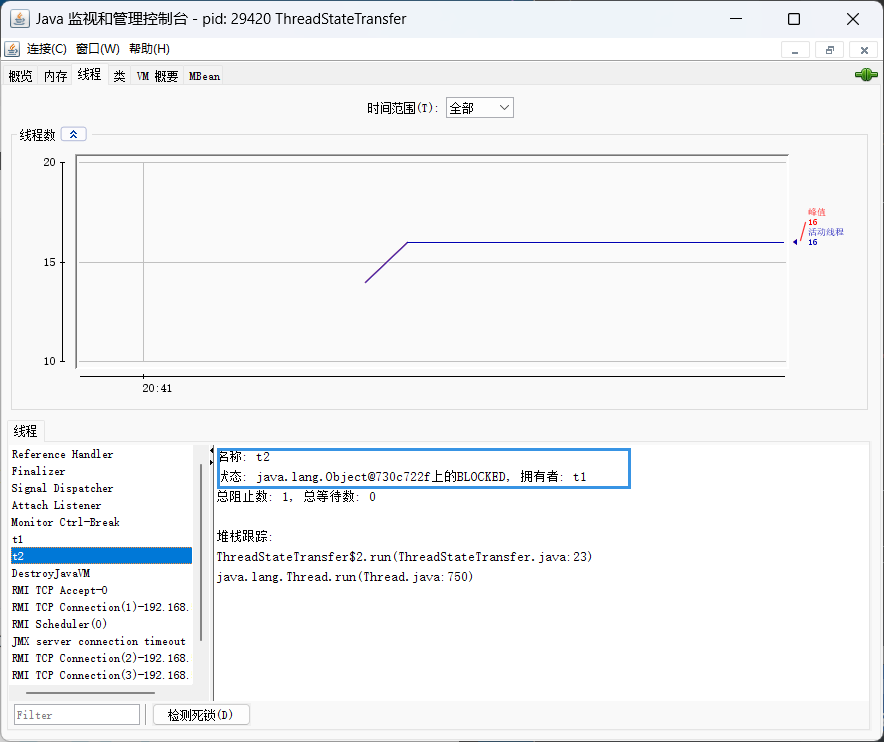 Java 监视和管理控制台 - pid: 29420 ThreadStateTransfer
连接(C) 窗口(W) 帮助(H)
概览 内存 线程 类 VM 概要 MBean
时间范围(T): 全部
线程数
20
15
10
20:41
峰值
16
活动线程
16
线程
Reference Handler
Finalizer
Signal Dispatcher
Attach Listener
Monitor Ctrl-Break
t1
t2
DestroyJavaVM
RMI TCP Accept-0
RMI TCP Connection(1)-192.168.
RMI Scheduler(0)
JMX server connection timeout
RMI TCP Connection(2)-192.168.
RMI TCP Connection(3)-192.168.
Filter
检测死锁(D)
名称: t2
状态: java.lang.Object@730c722f上的BLOCKED, 拥有者: t1
总阻止数: 1, 总等待数: 0
堆栈跟踪:
ThreadStateTransfer$2.run(ThreadStateTransfer.java:23)
java.lang.Thread.run(Thread.java:750)